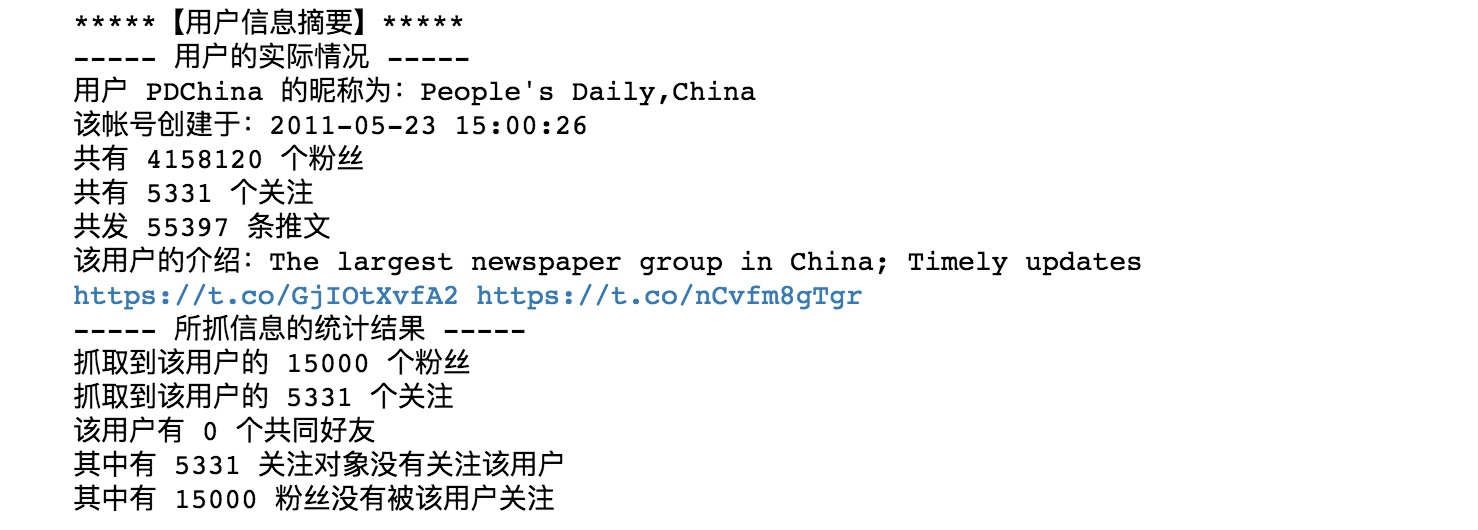 *****【用户信息摘要】*****
----- 用户的实际情况 -----
用户 PDChina 的昵称为：People's Daily,China
该帐号创建于：2011-05-23 15:00:26
共有 4158120 个粉丝
共有 5331 个关注
共发 55397 条推文
该用户的介绍：The largest newspaper group in China; Timely updates
https://t.co/GjIOtXvfA2 https://t.co/nCvfm8gTgr
----- 所抓信息的统计结果 -----
抓取到该用户的 15000 个粉丝
抓取到该用户的 5331 个关注
该用户有 0 个共同好友
其中有 5331 关注对象没有关注该用户
其中有 15000 粉丝没有被该用户关注